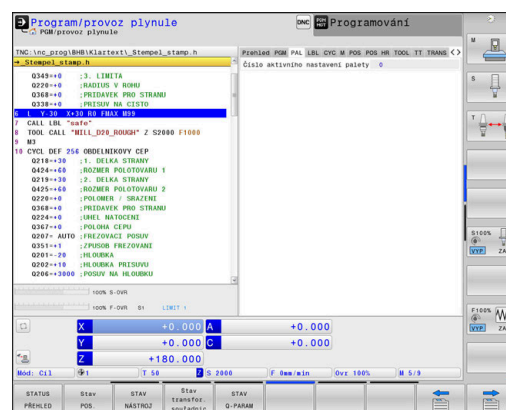 Program/provoz plynule
PGM/provoz plynule
DNC
Programování
TNC:\nc_prog\BHB\Klartext\_Stempel_stamp.h
→_Stempel_stamp.h
Q349=+0 ;3. LIMITA
Q220=+0 ;RADIUS V ROHU
Q368=+0 ;PRIDAVEK PRO STRANU
Q338=+0 ;PRISUV NA CISTO
6 L Y-30 X+30 R0 FMAX M99
7 CALL LBL "safe"
8 TOOL CALL "MILL_D20_ROUGH" Z S2000 F1000
9 M3
10 CYCL DEF 256 OBDELNIKOVY CEP
Q218=+30 ;1. DELKA STRANY
Q424=+60 ;ROZMER POLOTOVARU 1
Q219=+30 ;2. DELKA STRANY
Q425=+60 ;ROZMER POLOTOVARU 2
Q220=+0 ;POLOMER / SRAZENI
Q368=+0 ;PRIDAVEK PRO STRANU
Q224=+0 ;UHEL NATOCENI
Q367=+0 ;POLOHA CEPU
Q207= AUTO ;FREZOVACI POSUV
Q351=+1 ;ZPUSOB FREZOVANI
Q201=-20 ;HLOUBKA
Q202=+10 ;HLOUBKA PRISUVU
Q206=+3000 ;POSUV NA HLOUBKU
100% S-OVR
100% F-OVR S1 LIMIT 1
Prehled PGM PAL LBL CYC M POS POS HR TOOL TT TRANS
Číslo aktivního nastavení palety 0
X +0.000 A +0.000
Y +0.000 C +0.000
Z +180.000
Mód: Cíl 1 T 50 Z S 2000 F 0mm/min Ovr 100% M 5/9
STATUS PŘEHLED
Stav POS.
STAV NÁSTROJ
Stav transfor. souřadnic
STAV Q-PARAM
M
S
T
S100%
VYP ZA
F100%
VYP ZA